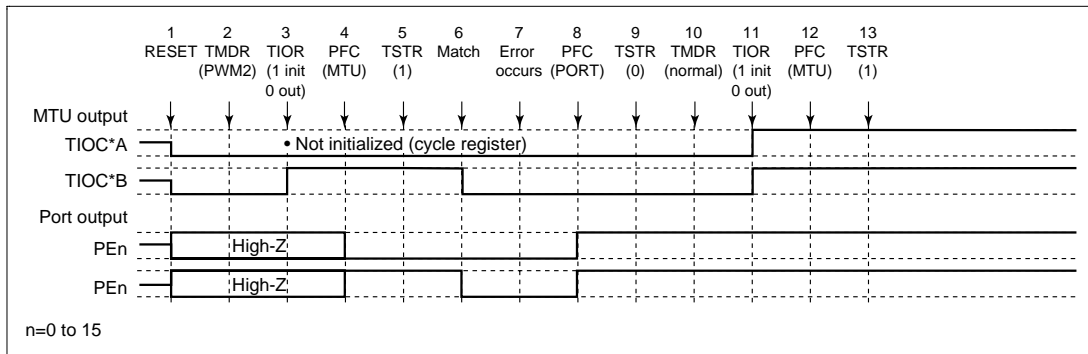 1 2 3 4 5 6 7 8 9 10 11 12 13
RESET TMDR TIOR PFC TSTR Match Error PFC TSTR TMDR TIOR PFC TSTR
(PWM2) (1 init (MTU) (1) occurs (PORT) (0) (normal) (1 init (MTU) (1)
0 out) 0 out)
MTU output
TIOC*A • Not initialized (cycle register)
TIOC*B
Port output
PEn High-Z
PEn High-Z
n=0 to 15